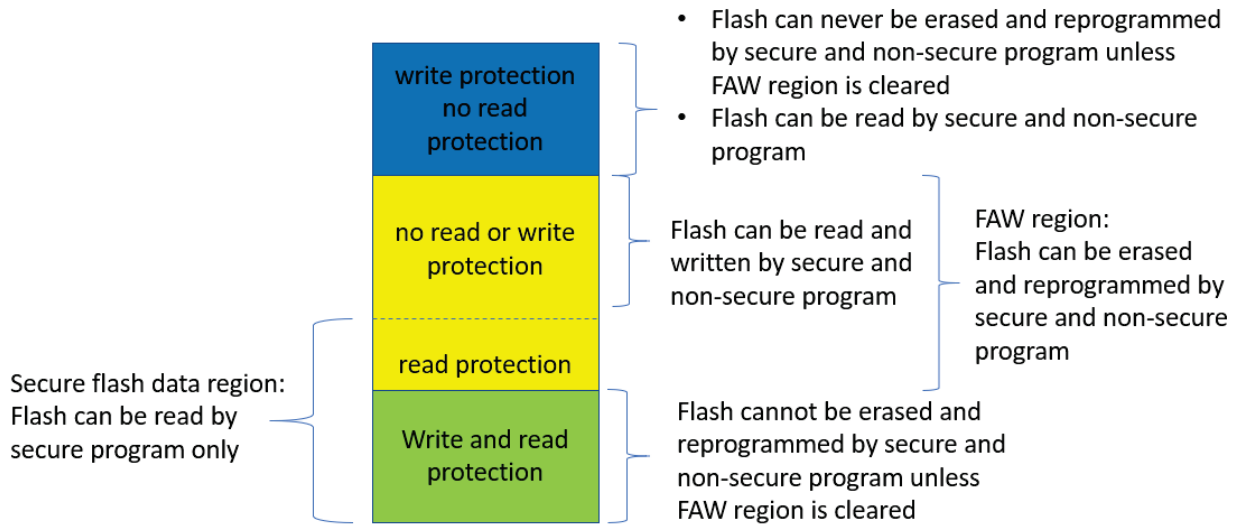 • Flash can never be erased and reprogrammed
by secure and non-secure program unless
FAW region is cleared
• Flash can be read by secure and non-secure
program
write protection
no read
protection
no read or write
protection
Flash can be read and
written by secure and
non-secure program
FAW region:
Flash can be erased
and reprogrammed by
secure and non-secure
program
read protection
Secure flash data region:
Flash can be read by
secure program only
Write and read
protection
Flash cannot be erased and
reprogrammed by secure and
non-secure program unless
FAW region is cleared